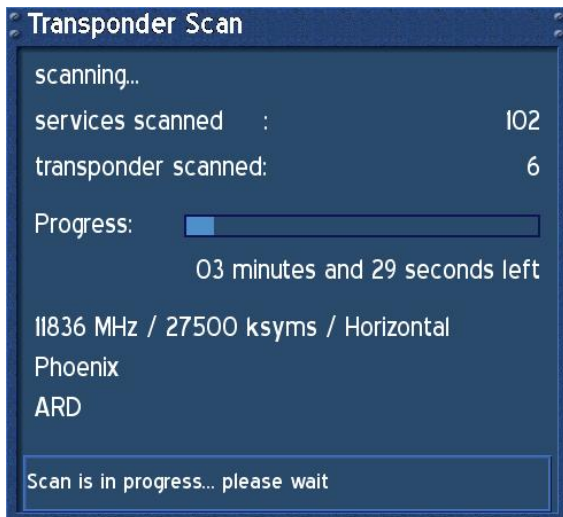 Transponder Scan
scanning...
services scanned : 102
transponder scanned: 6
Progress:
03 minutes and 29 seconds left
11836 MHz / 27500 ksyms / Horizontal
Phoenix
ARD
Scan is in progress... please wait